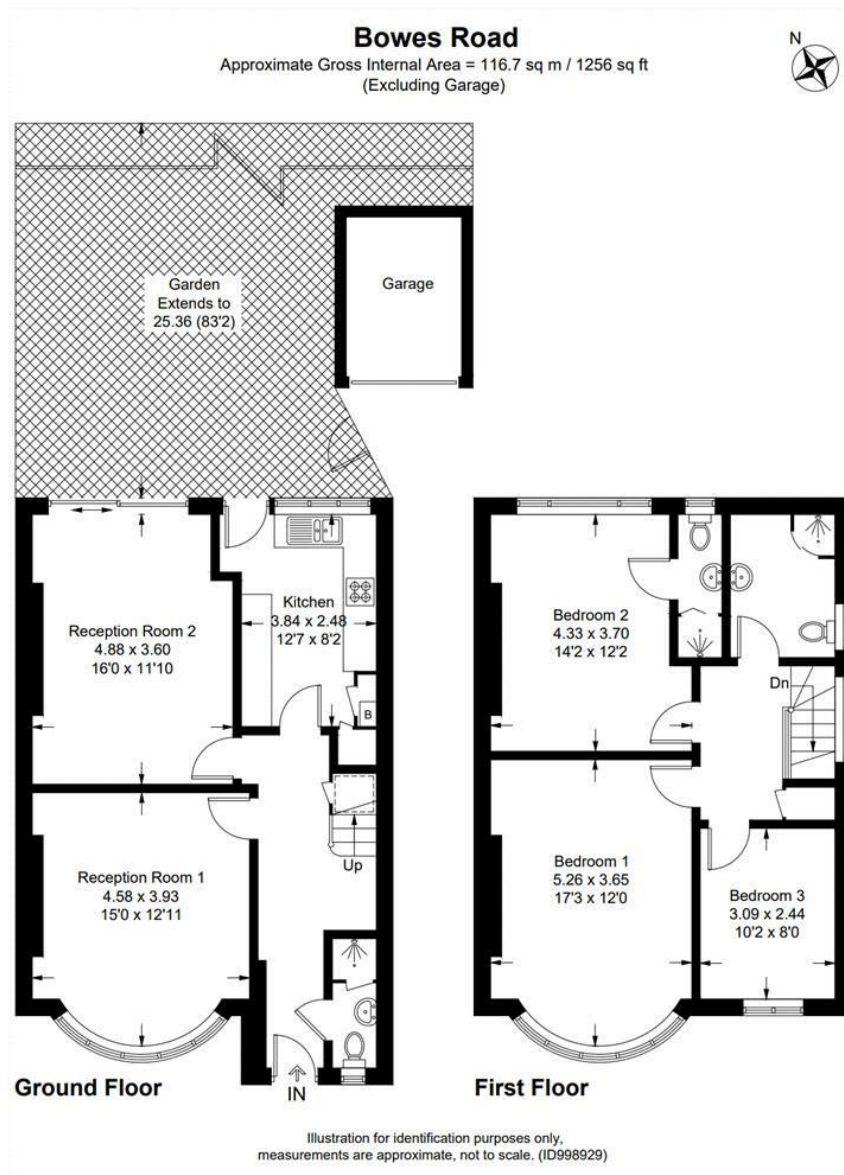 Bowes Road
Approximate Gross Internal Area = 116.7 sq m / 1256 sq ft
(Excluding Garage)
N
Garden
Extends to
25.36 (83'2)
Garage
Reception Room 2
4.88 x 3.60
16'0 x 11'10
Kitchen
3.84 x 2.48
12'7 x 8'2
B
Up
Reception Room 1
4.58 x 3.93
15'0 x 12'11
IN
Ground Floor
Bedroom 2
4.33 x 3.70
14'2 x 12'2
Dn
Bedroom 1
5.26 x 3.65
17'3 x 12'0
Bedroom 3
3.09 x 2.44
10'2 x 8'0
First Floor
Illustration for identification purposes only,
measurements are approximate, not to scale. (ID998929)